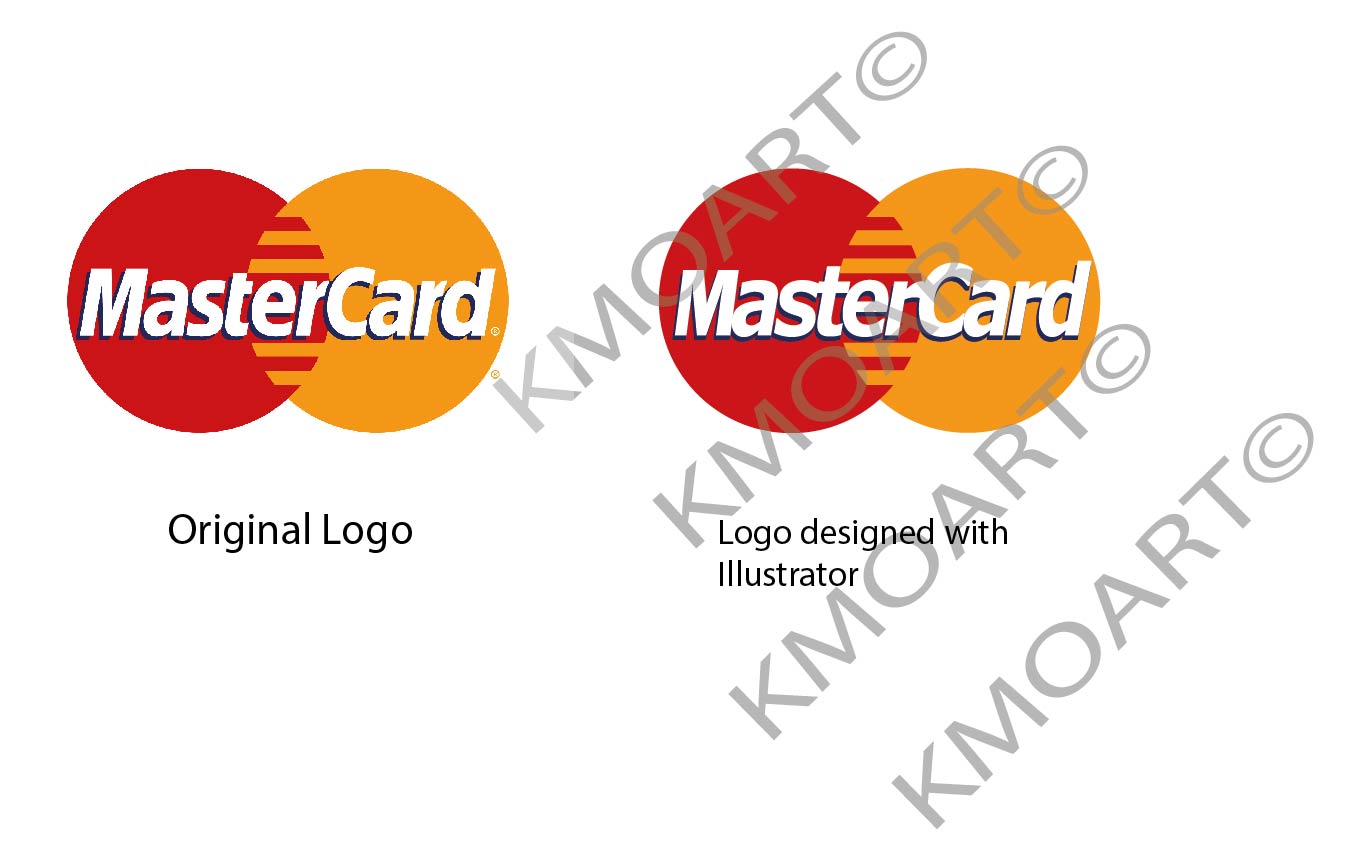 MasterCard
®
®
MasterCard
Original Logo
Logo designed with
Illustrator
KMOART©
KMOART©
KMOART©
KMOART©